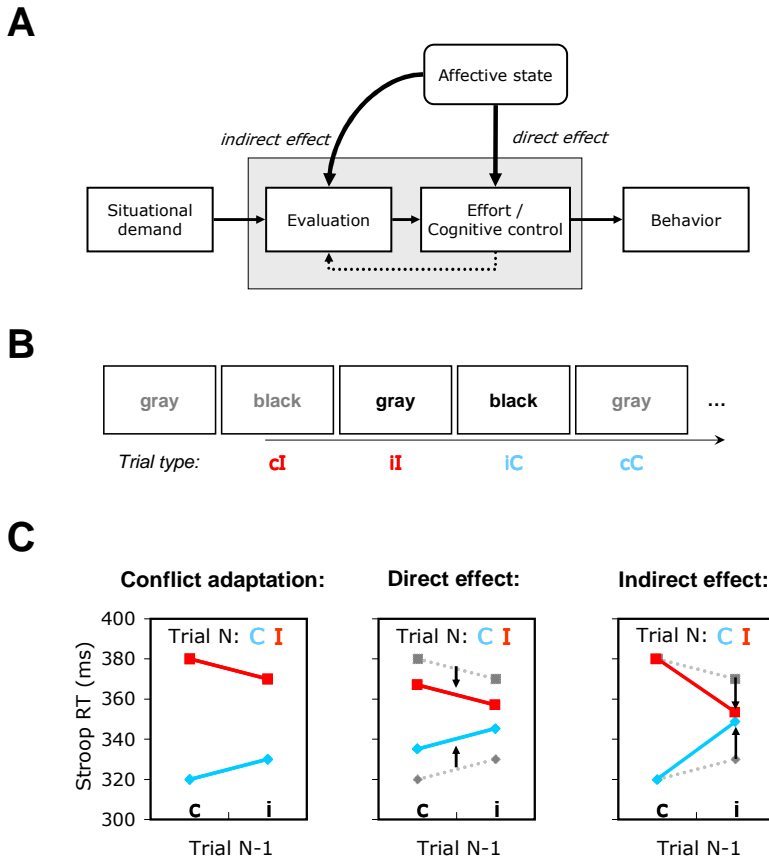 A
Affective state
indirect effect
direct effect
Situational
demand
Evaluation
Effort /
Cognitive control
Behavior
B
gray black gray black gray ...
Trial type: cI iI iC cC
C
Conflict adaptation: Direct effect: Indirect effect:
Stroop RT (ms)
400
380
360
340
320
300
Trial N: C I
c i
Trial N-1
Trial N: C I
c i
Trial N-1
Trial N: C I
c i
Trial N-1